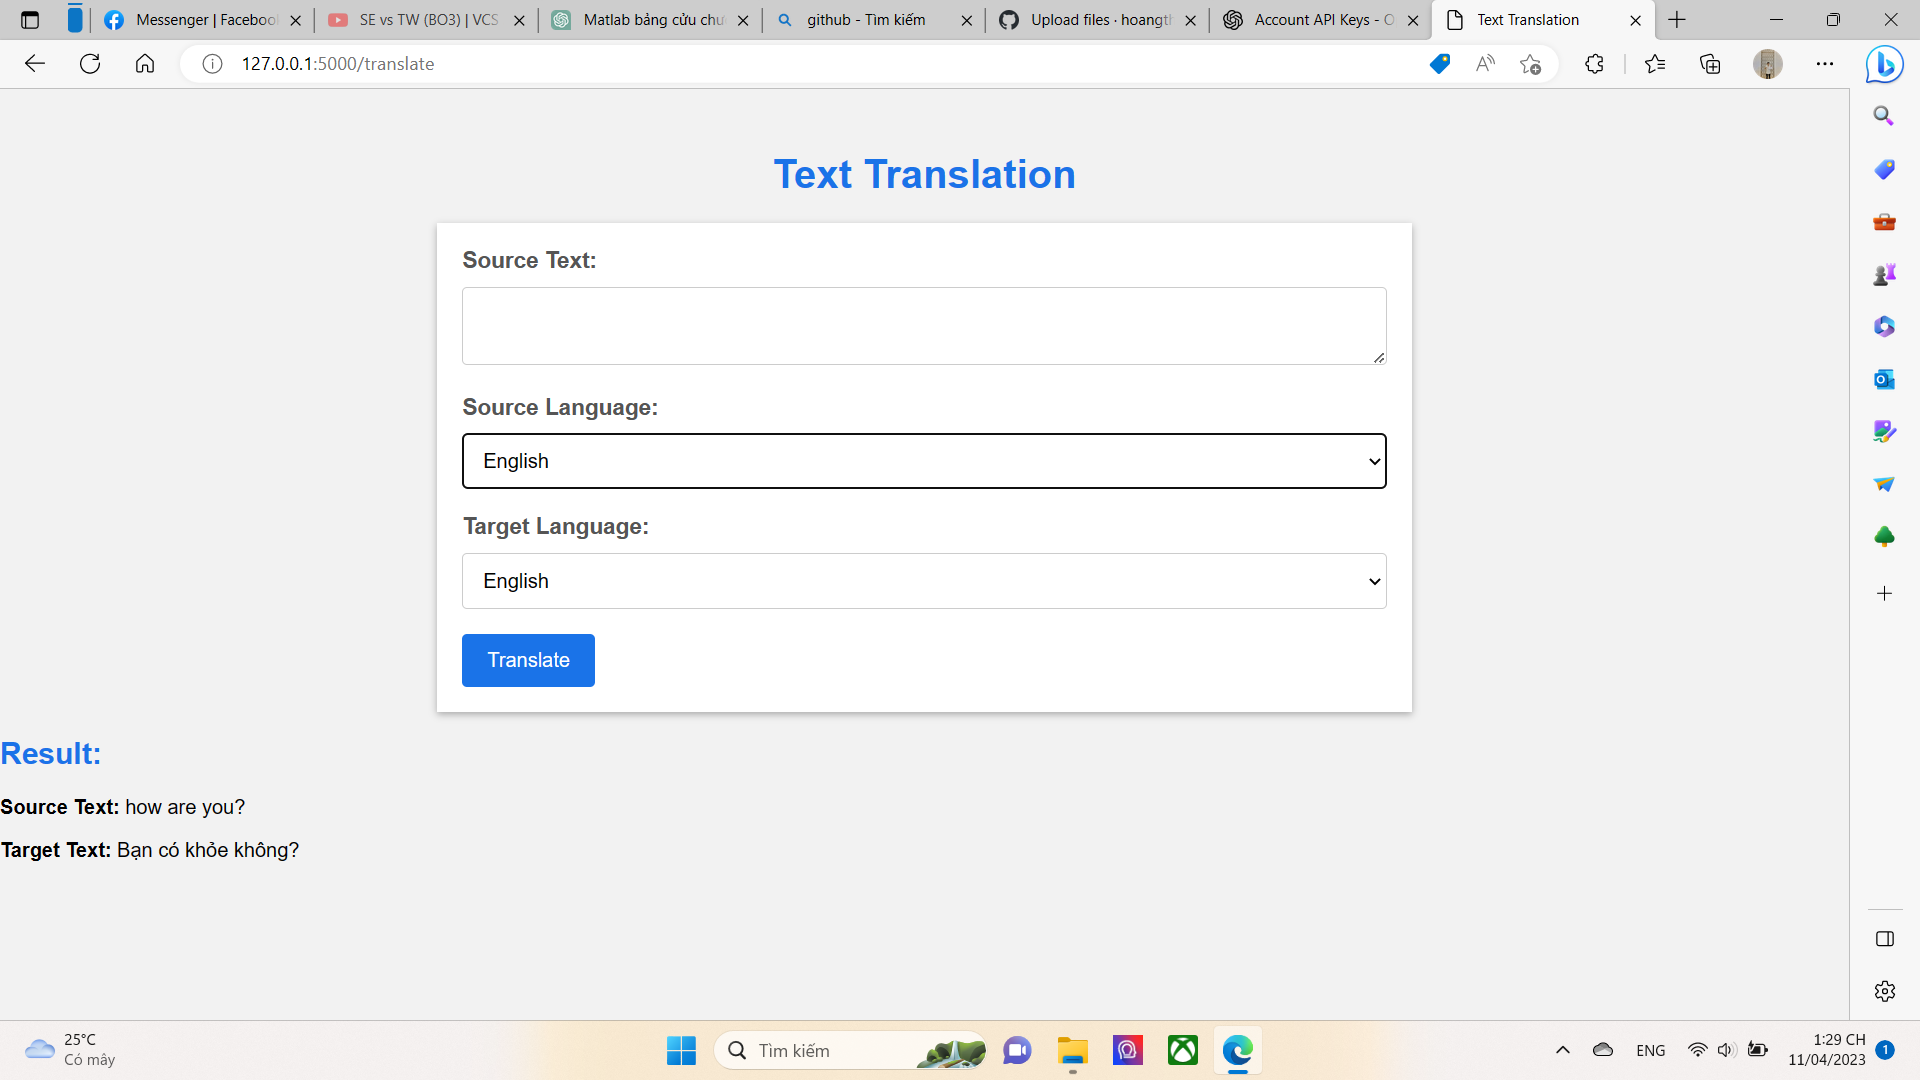 Messenger | Facebook
SE vs TW (BO3) | VCS
Matlab bảng cửu chư
github - Tìm kiếm
Upload files · hoangth
Account API Keys - O
Text Translation
127.0.0.1:5000/translate
Text Translation
Source Text:
Source Language:
English
Target Language:
English
Translate
Result:
Source Text: how are you?
Target Text: Bạn có khỏe không?
25°C
Có mây
Tìm kiếm
ENG
1:29 CH
11/04/2023
1